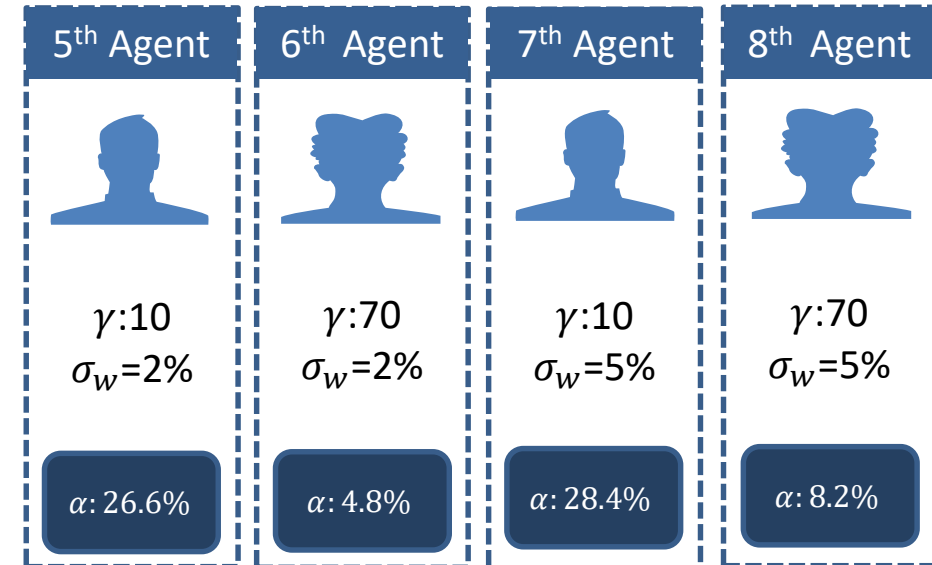 5th Agent
γ:10
σw=2%
α: 26.6%
6th Agent
γ:70
σw=2%
α: 4.8%
7th Agent
γ:10
σw=5%
α: 28.4%
8th Agent
γ:70
σw=5%
α: 8.2%